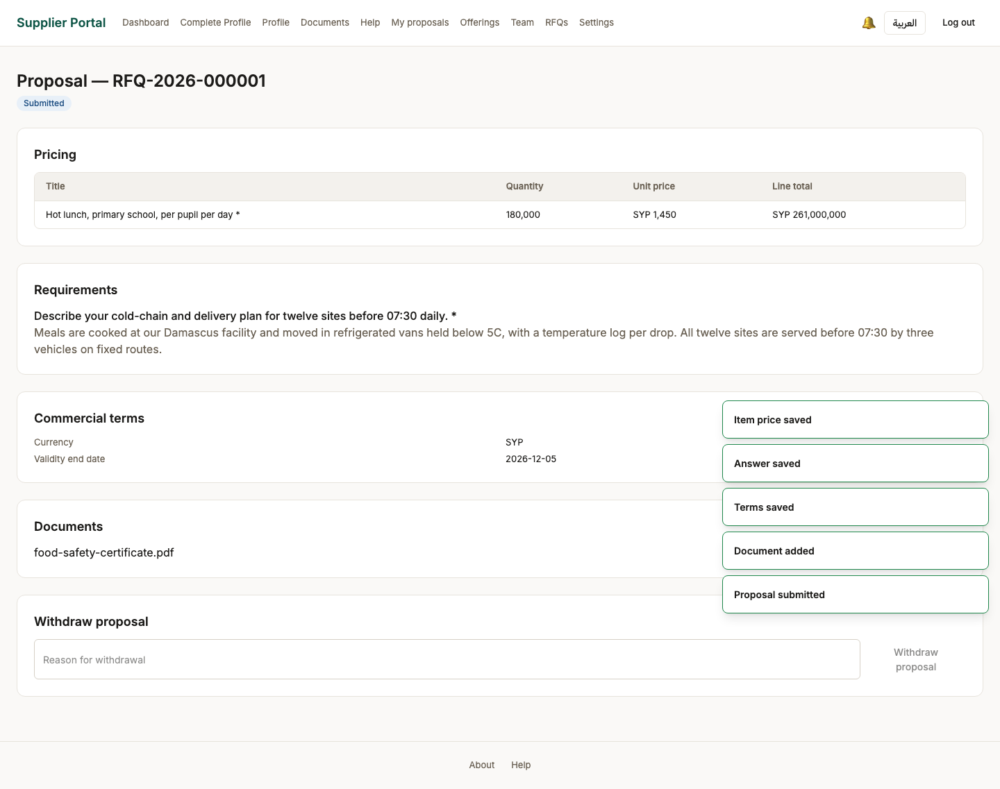 Supplier Portal Dashboard Complete Profile Profile Documents Help My proposals Offerings Team RFQs Settings العربية Log out
Proposal — RFQ-2026-000001
Submitted
Pricing
Title Quantity Unit price Line total
Hot lunch, primary school, per pupil per day * 180,000 SYP 1,450 SYP 261,000,000
Requirements
Describe your cold-chain and delivery plan for twelve sites before 07:30 daily. *
Meals are cooked at our Damascus facility and moved in refrigerated vans held below 5C, with a temperature log per drop. All twelve sites are served before 07:30 by three
vehicles on fixed routes.
Commercial terms
Currency SYP
Validity end date 2026-12-05
Documents
food-safety-certificate.pdf
Item price saved
Answer saved
Terms saved
Document added
Proposal submitted
Withdraw proposal
Reason for withdrawal
Withdraw
proposal
About Help